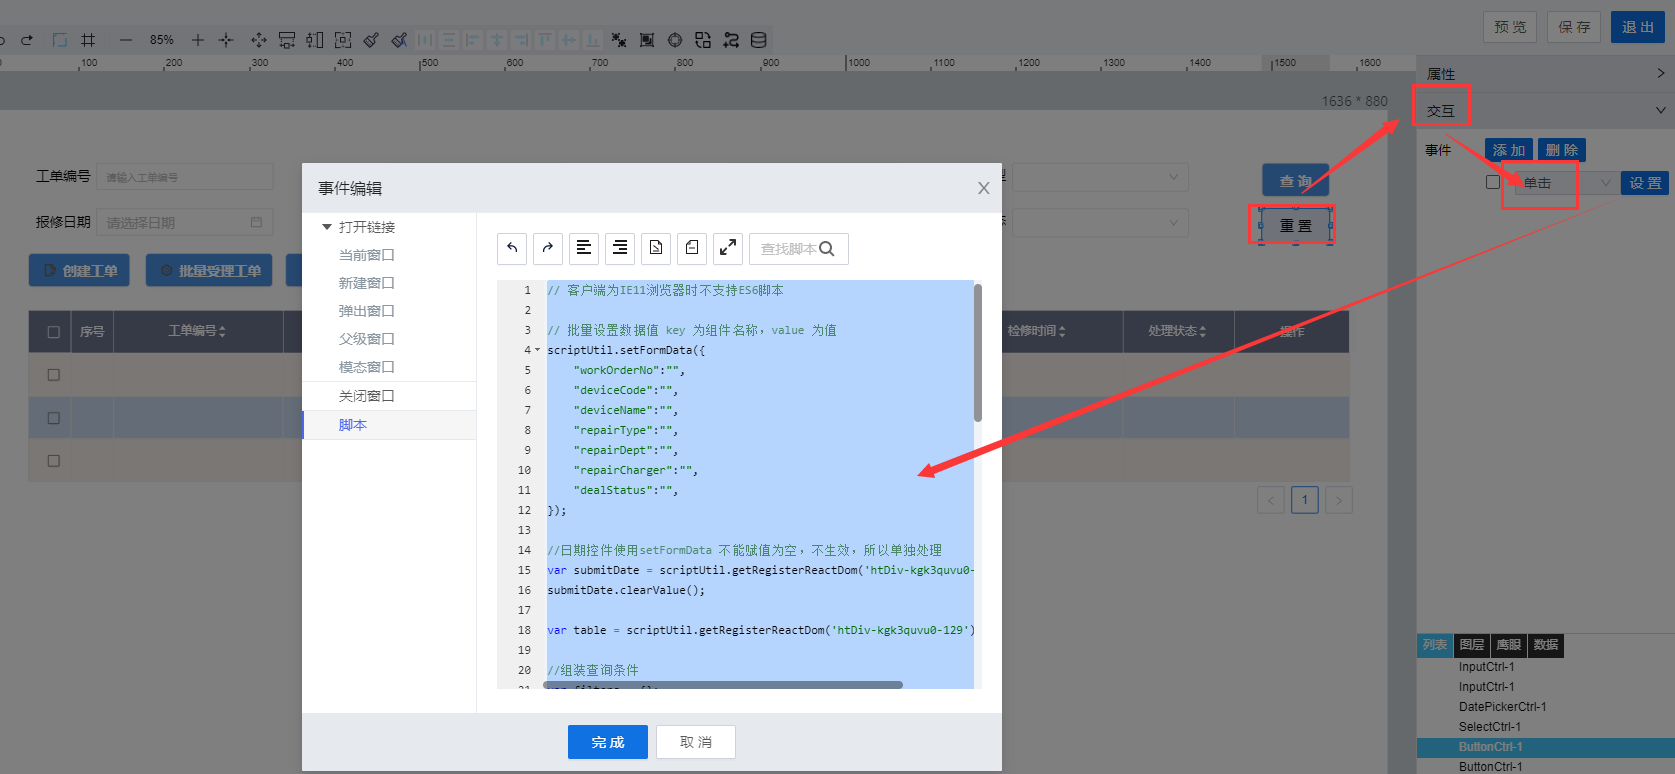 预 览
保 存
退 出
85%
100
200
300
400
500
600
700
800
900
1000
1100
1200
1300
1400
1500
1600
1636 * 880
属性
交互
事件
添 加
删 除
单击
设 置
工单编号
请输入工单编号
报修日期
请选择日期
查 询
重 置
创建工单
批量受理工单
序号
工单编号
检修时间
处理状态
操作
1
事件编辑
打开链接
当前窗口
新建窗口
弹出窗口
父级窗口
模态窗口
关闭窗口
脚本
查找脚本
1 // 客户端为IE11浏览器时不支持ES6脚本
2
3 // 批量设置数据值 key 为组件名称，value 为值
4 scriptUtil.setFormData({
5 "workOrderNo":"",
6 "deviceCode":"",
7 "deviceName":"",
8 "repairType":"",
9 "repairDept":"",
10 "repairCharger":"",
11 "dealStatus":"",
12 });
13
14 //日期控件使用setFormData 不能赋值为空，不生效，所以单独处理
15 var submitDate = scriptUtil.getRegisterReactDom('htDiv-kgk3quvu0-
16 submitDate.clearValue();
17
18 var table = scriptUtil.getRegisterReactDom('htDiv-kgk3quvu0-129')
19
20 //组装查询条件
完 成
取 消
列表
图层
鹰眼
数据
InputCtrl-1
InputCtrl-1
DatePickerCtrl-1
SelectCtrl-1
ButtonCtrl-1
ButtonCtrl-1